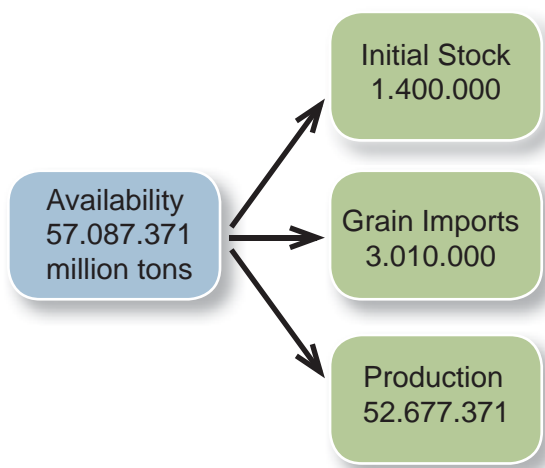 Initial Stock
1.400.000
Availability
57.087.371
million tons
Grain Imports
3.010.000
Production
52.677.371